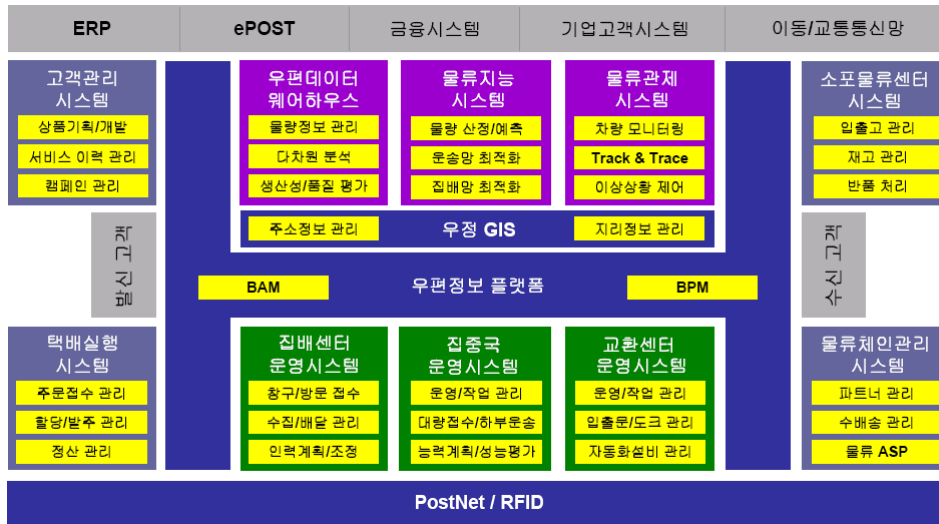 ERP
ePOST
금융시스템
기업고객시스템
이동/교통통신망
고객관리
시스템
상품기획/개발
서비스 이력 관리
캠페인 관리
우편데이터
웨어하우스
물량정보 관리
다차원 분석
생산성/품질 평가
물류지능
시스템
물량 산정/예측
운송망 최적화
집배망 최적화
물류관제
시스템
차량 모니터링
Track & Trace
이상상황 제어
소포물류센터
시스템
입출고 관리
재고 관리
반품 처리
주소정보 관리
우정 GIS
지리정보 관리
발신 고객
수신 고객
BAM
우편정보 플랫폼
BPM
택배실행
시스템
주문접수 관리
할당/발주 관리
정산 관리
집배센터
운영시스템
창구/방문 접수
수집/배달 관리
인력계획/조정
집중국
운영시스템
운영/작업 관리
대량접수/하부운송
능력계획/성능평가
교환센터
운영시스템
운영/작업 관리
입출문/도크 관리
자동화설비 관리
물류체인관리
시스템
파트너 관리
수배송 관리
물류 ASP
PostNet / RFID